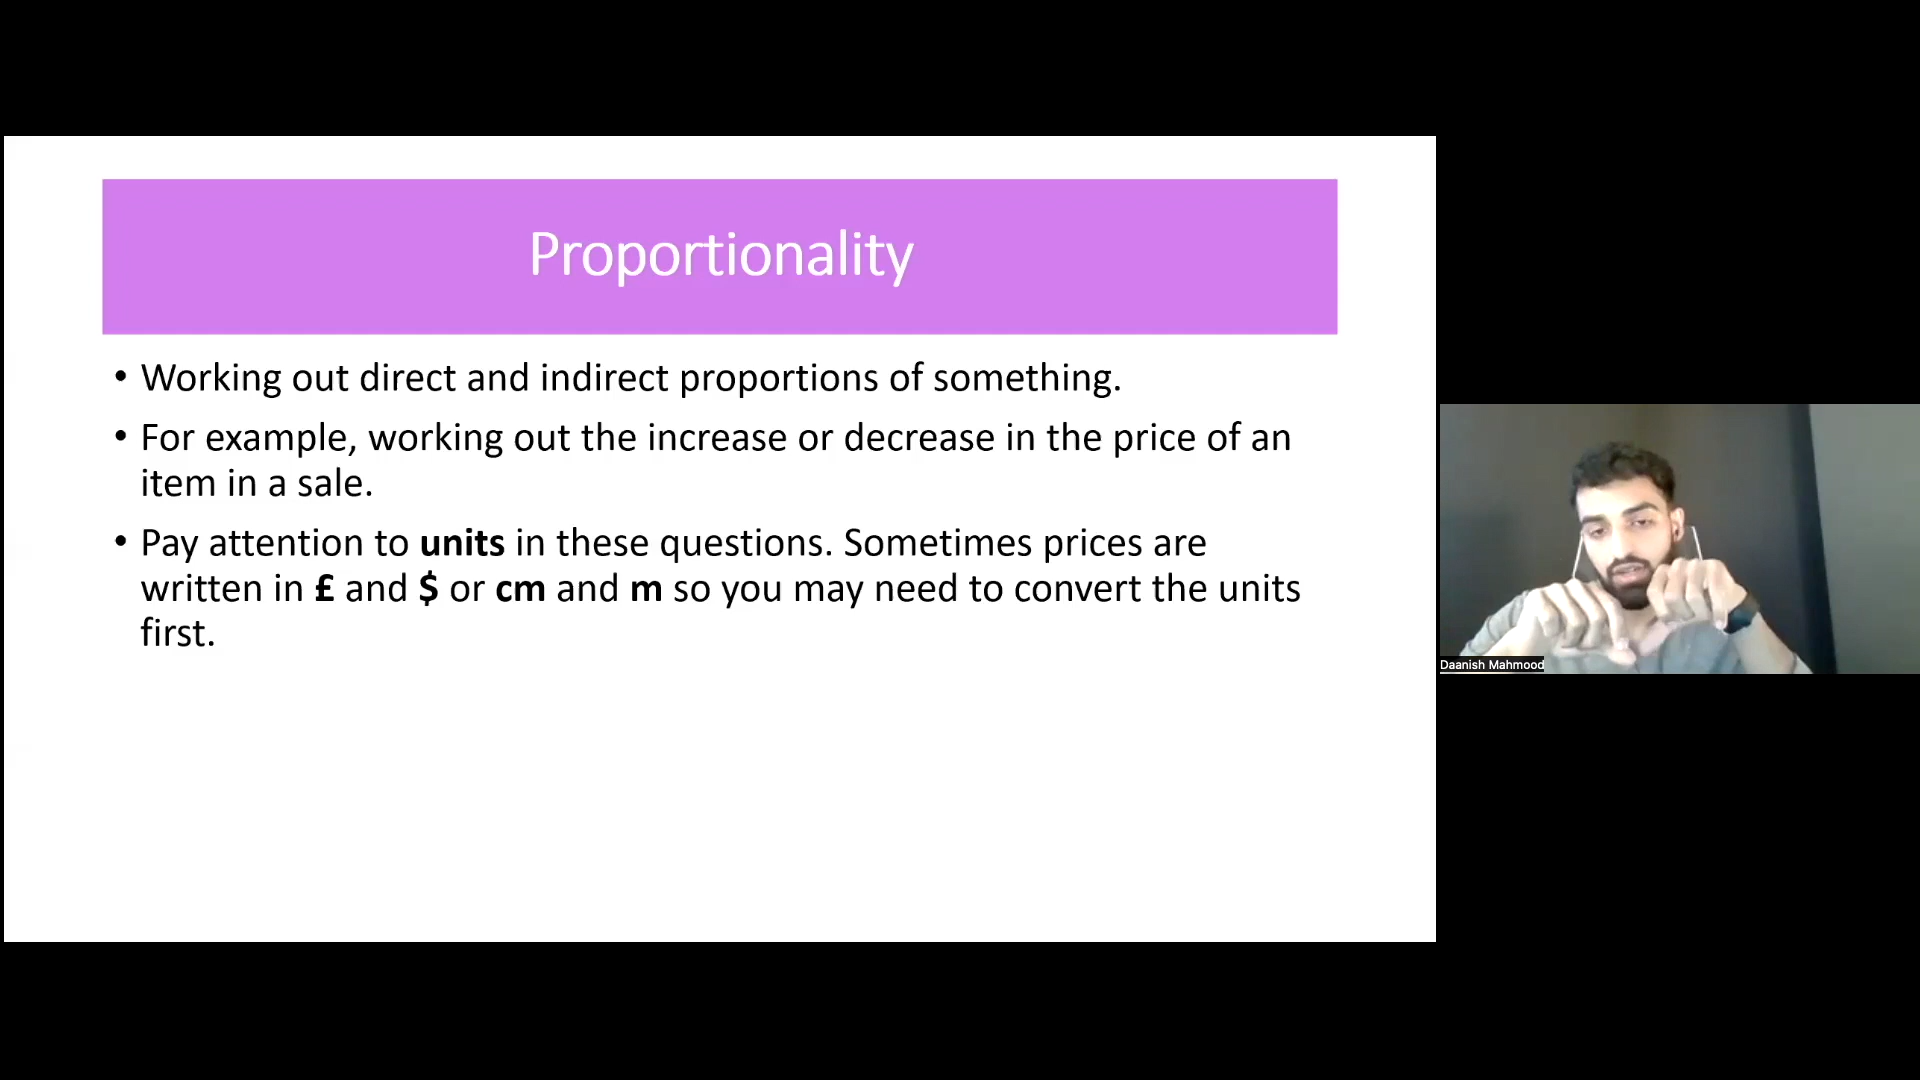 Proportionality
• Working out direct and indirect proportions of something.
• For example, working out the increase or decrease in the price of an
item in a sale.
• Pay attention to units in these questions. Sometimes prices are
written in £ and $ or cm and m so you may need to convert the units
first.
Daanish Mahmood